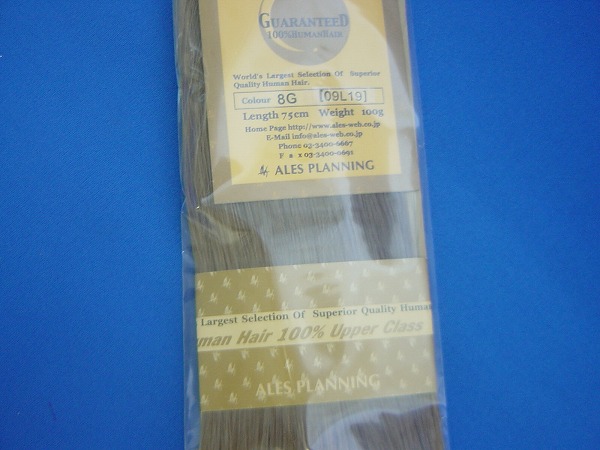 GUARANTEED
100%HUMANHAIR
World's Largest Selection Of Superior
Quality Human Hair.
Colour 8G [09L19]
Length 75cm Weight 100g
Home Page http://www.ales-web.co.jp
E-Mail info@ales-web.co.jp
Phone 03-3400-6667
F a x 03-3400-0691
ALES PLANNING
Largest Selection Of Superior Quality Human
uman Hair 100% Upper Class
ALES PLANNING